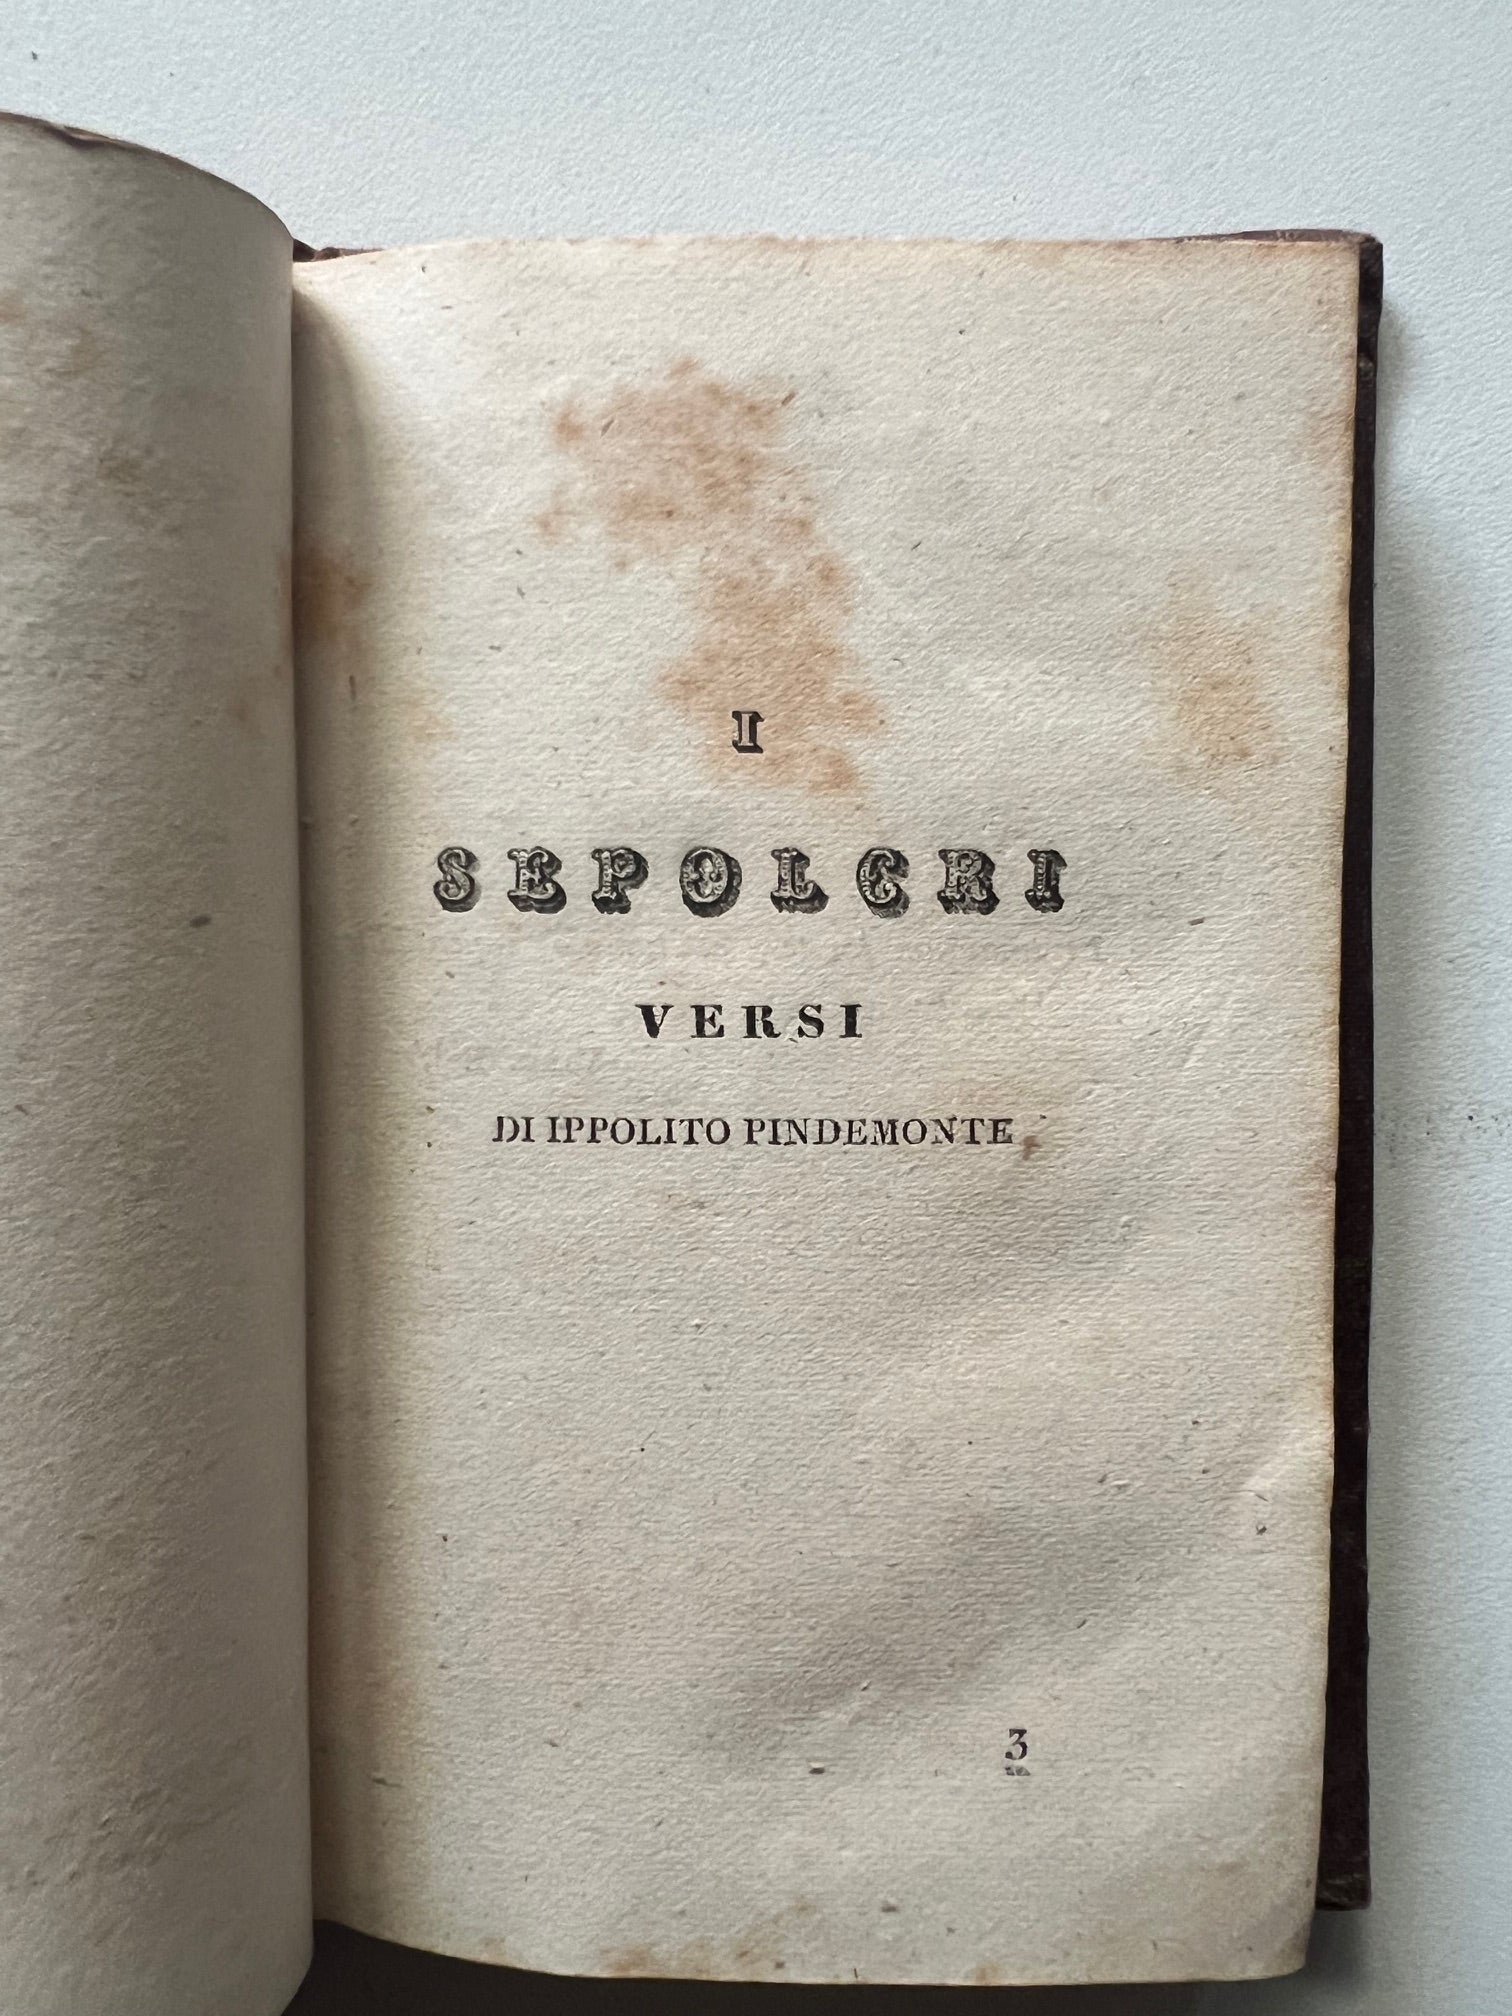 I
SEPOLCRI
VERSI
DI IPPOLITO PINDEMONTE
3